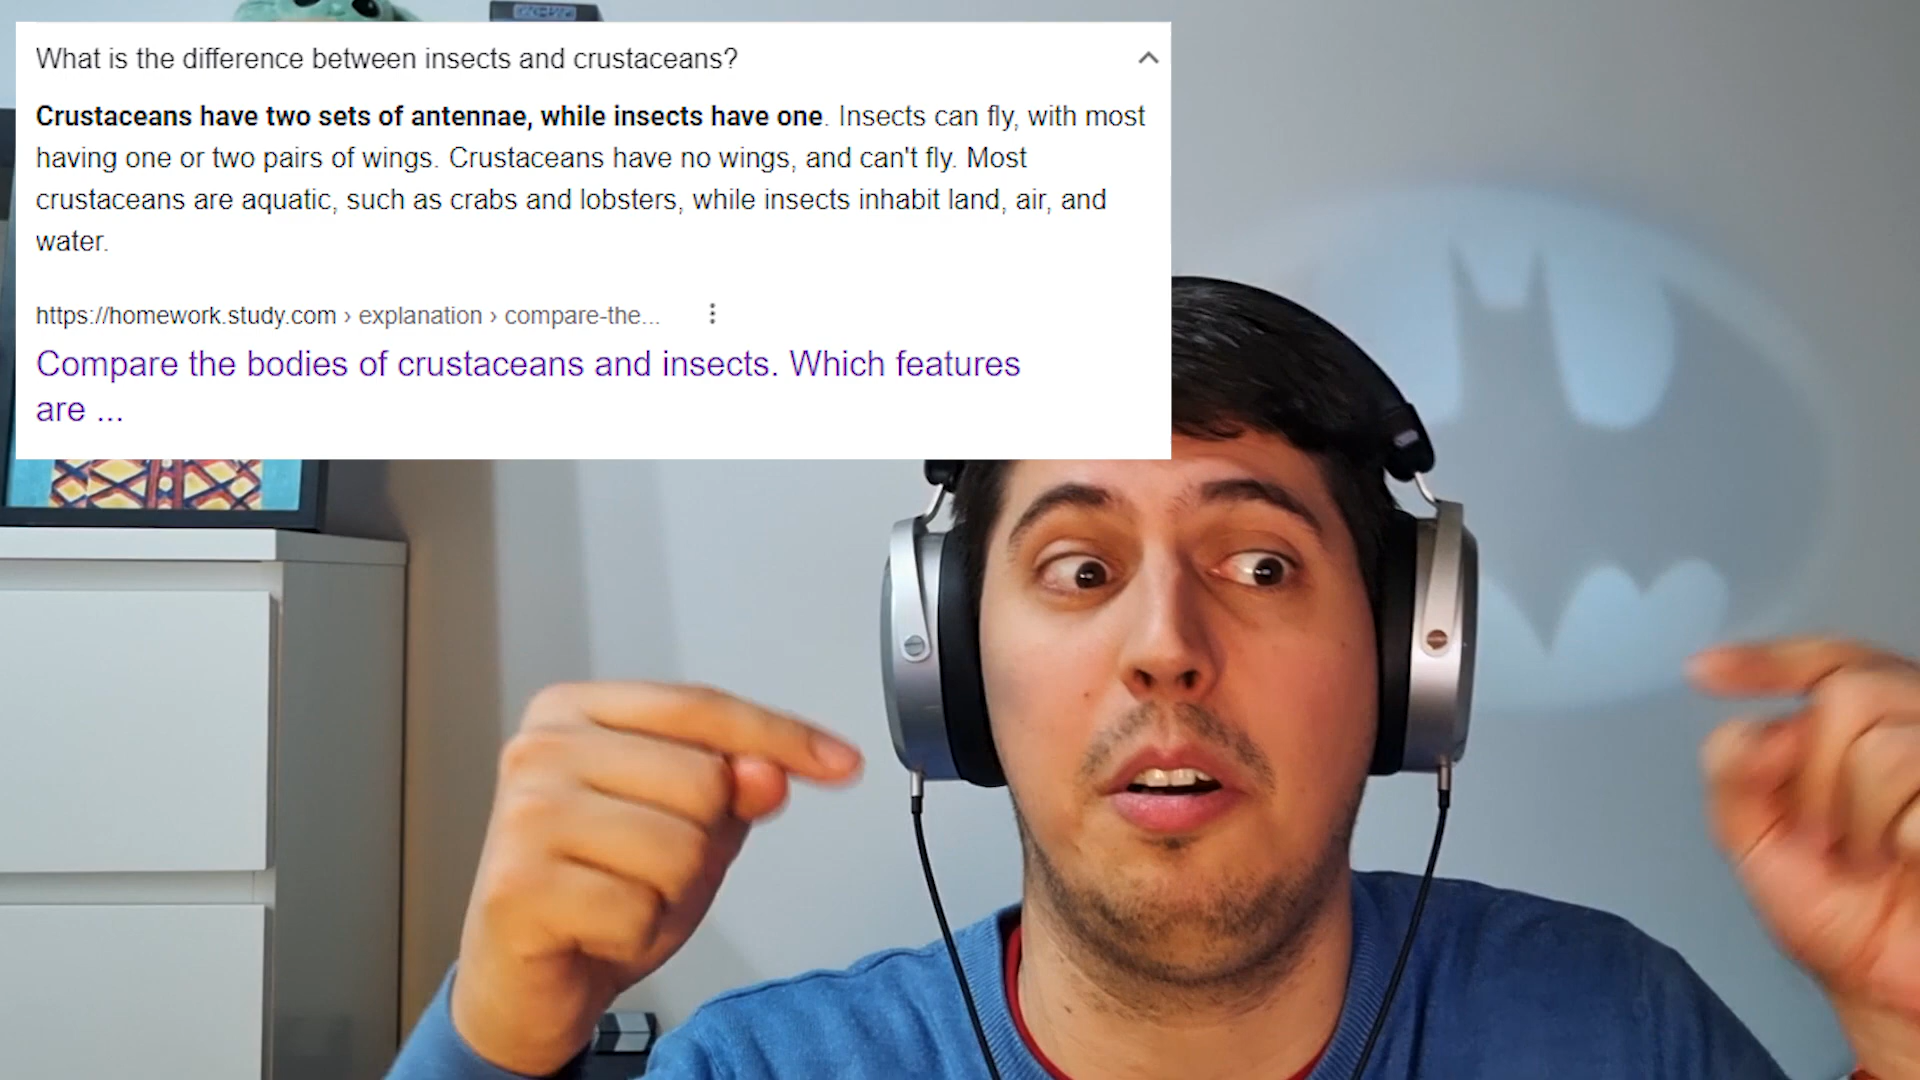 What is the difference between insects and crustaceans?
Crustaceans have two sets of antennae, while insects have one. Insects can fly, with most
having one or two pairs of wings. Crustaceans have no wings, and can't fly. Most
crustaceans are aquatic, such as crabs and lobsters, while insects inhabit land, air, and
water.
https://homework.study.com › explanation › compare-the...
Compare the bodies of crustaceans and insects. Which features
are ...